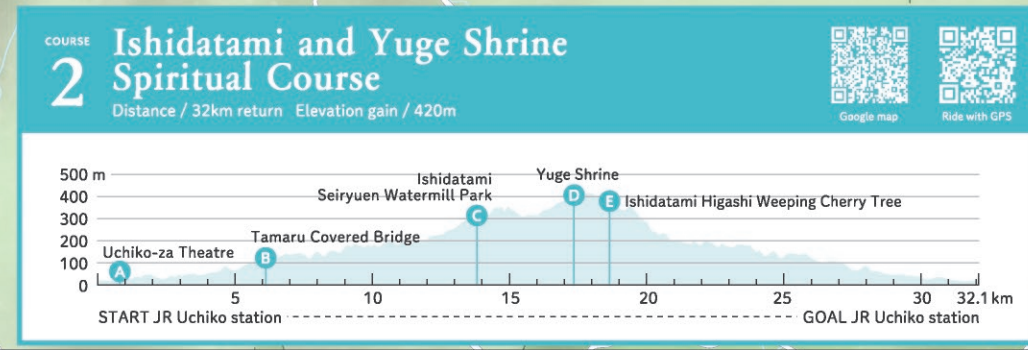 COURSE
2
Ishidatami and Yuge Shrine
Spiritual Course
Distance / 32km return Elevation gain / 420m
Google map
Ride with GPS
500 m
400
300
200
100
0
Uchiko-za Theatre
A
Tamaru Covered Bridge
B
Ishidatami
Seiryuen Watermill Park
C
Yuge Shrine
D
E
Ishidatami Higashi Weeping Cherry Tree
5 10 15 20 25 30 32.1 km
START JR Uchiko station
GOAL JR Uchiko station